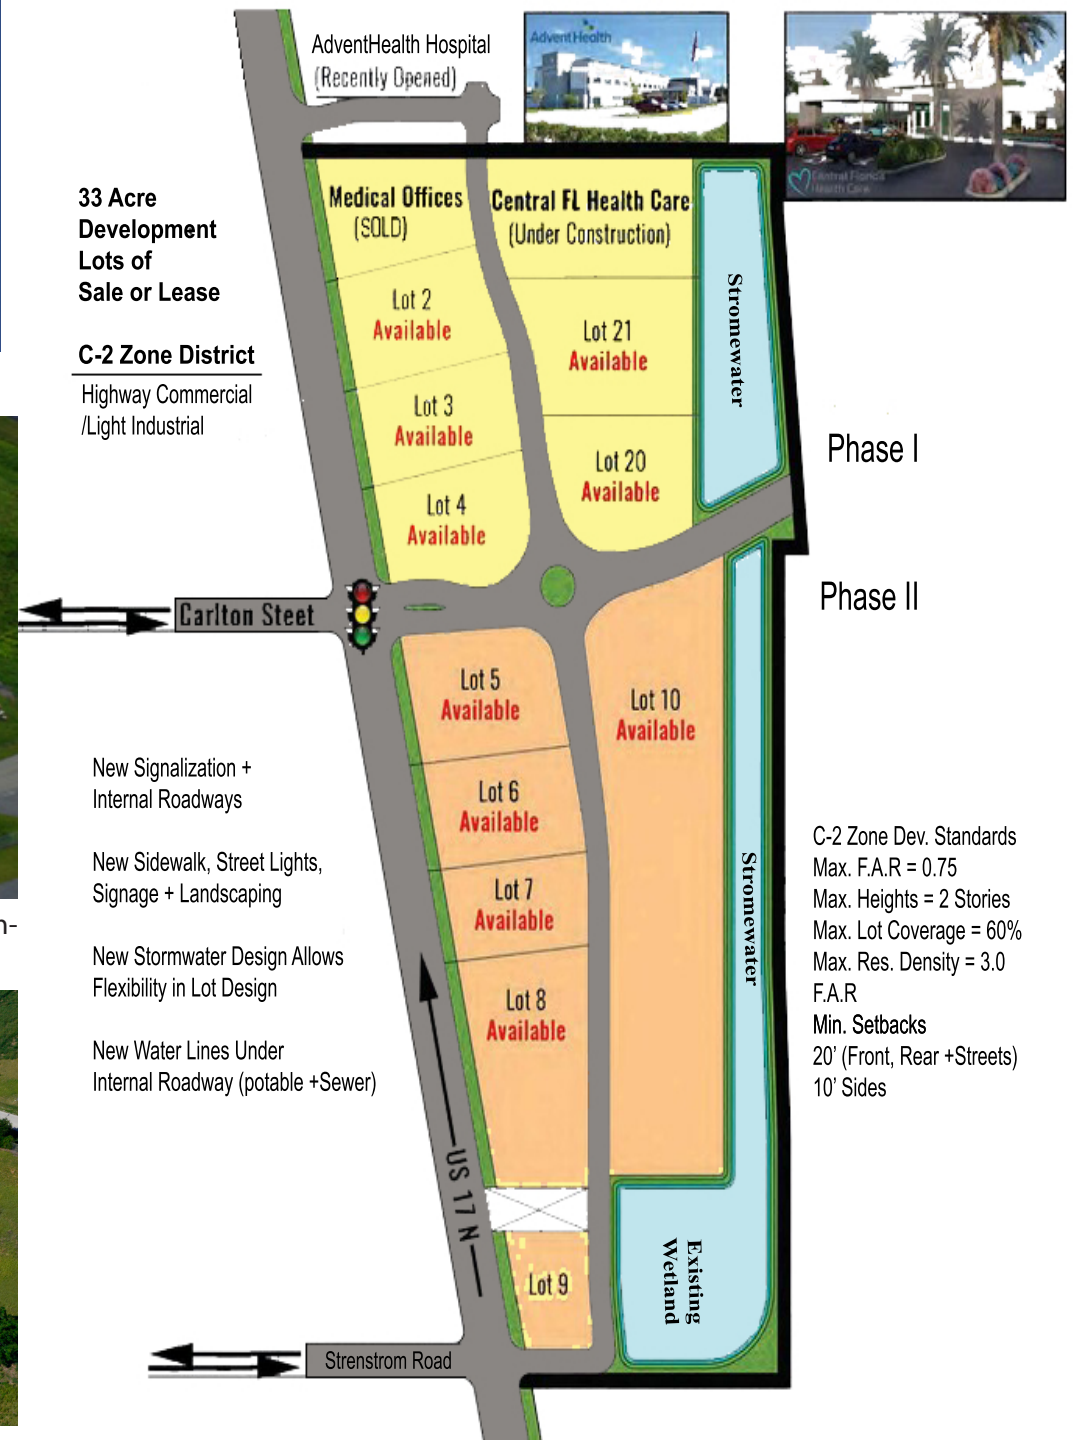 AdventHealth Hospital
(Recently Opened)
AdventHealth
Central Florida
Health Care
33 Acre
Development
Lots of
Sale or Lease
C-2 Zone District
Highway Commercial
/Light Industrial
Medical Offices
(SOLD)
Central FL Health Care
(Under Construction)
Lot 2
Available
Lot 3
Available
Lot 4
Available
Lot 21
Available
Lot 20
Available
Stromewater
Phase I
Phase II
Carlton Steet
Lot 5
Available
Lot 6
Available
Lot 7
Available
Lot 8
Available
Lot 10
Available
Stromewater
New Signalization +
Internal Roadways
New Sidewalk, Street Lights,
Signage + Landscaping
New Stormwater Design Allows
Flexibility in Lot Design
New Water Lines Under
Internal Roadway (potable +Sewer)
C-2 Zone Dev. Standards
Max. F.A.R = 0.75
Max. Heights = 2 Stories
Max. Lot Coverage = 60%
Max. Res. Density = 3.0
F.A.R
Min. Setbacks
20’ (Front, Rear +Streets)
10’ Sides
US 17 N
Lot 9
Existing
Wetland
Strenstrom Road